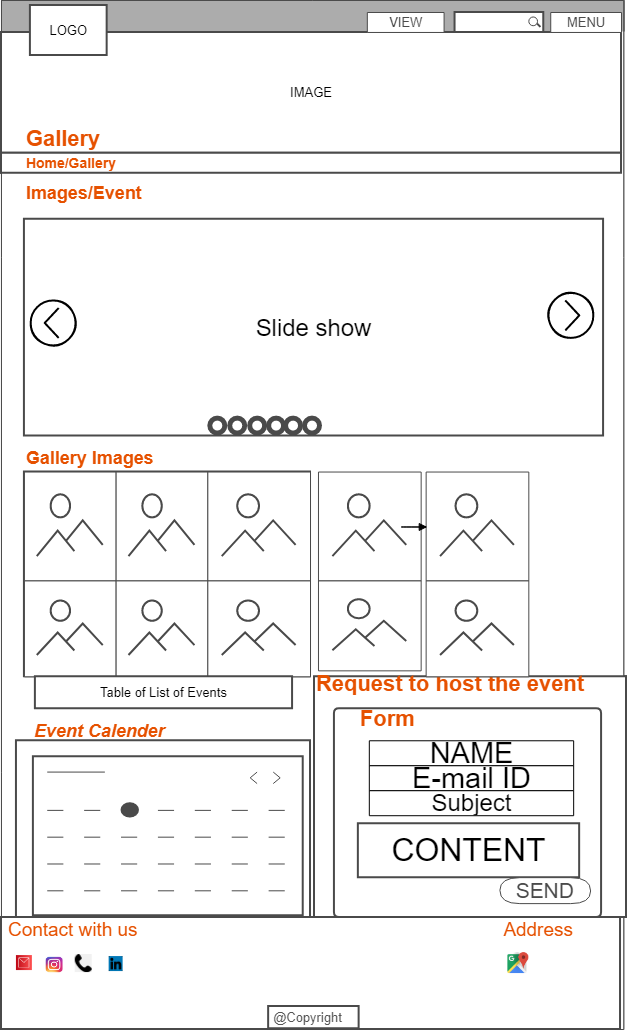 LOGO
VIEW
MENU
IMAGE
Gallery
Home/Gallery
Images/Event
Slide show
Gallery Images
Table of List of Events
Request to host the event
Form
Event Calender
NAME
E-mail ID
Subject
CONTENT
SEND
Contact with us
Address
@Copyright